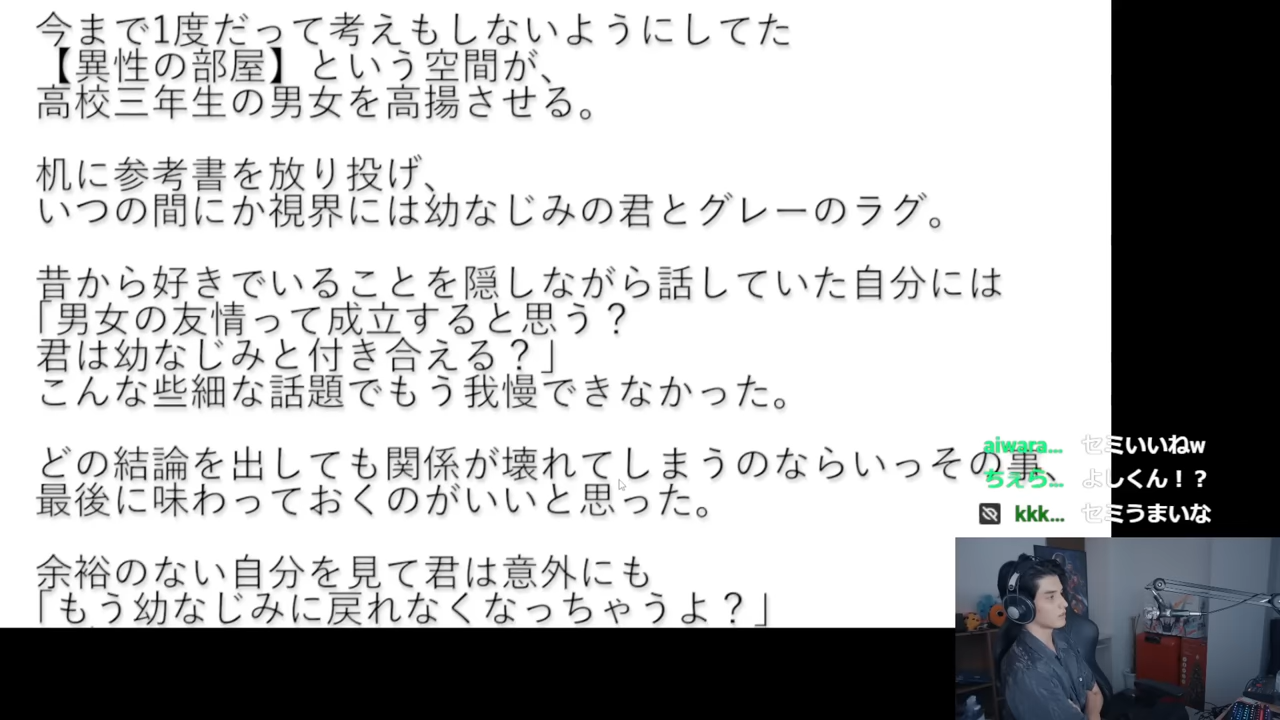 今まで1度だって考えもしないようにしてた
【異性の部屋】という空間が、
高校三年生の男女を高揚させる。
机に参考書を放り投げ、
いつの間にか視界には幼なじみの君とグレーのラグ。
昔から好きでいることを隠しながら話していた自分には
「男女の友情って成立すると思う？
君は幼なじみと付き合える？」
こんな些細な話題でもう我慢できなかった。
どの結論を出しても関係が壊れてしまうのならいっその事、
最後に味わっておくのがいいと思った。
余裕のない自分を見て君は意外にも
「もう幼なじみに戻れなくなっちゃうよ？」
aiwara... セミいいねw
ちぇら... よしくん！？
kkk... セミうまいな